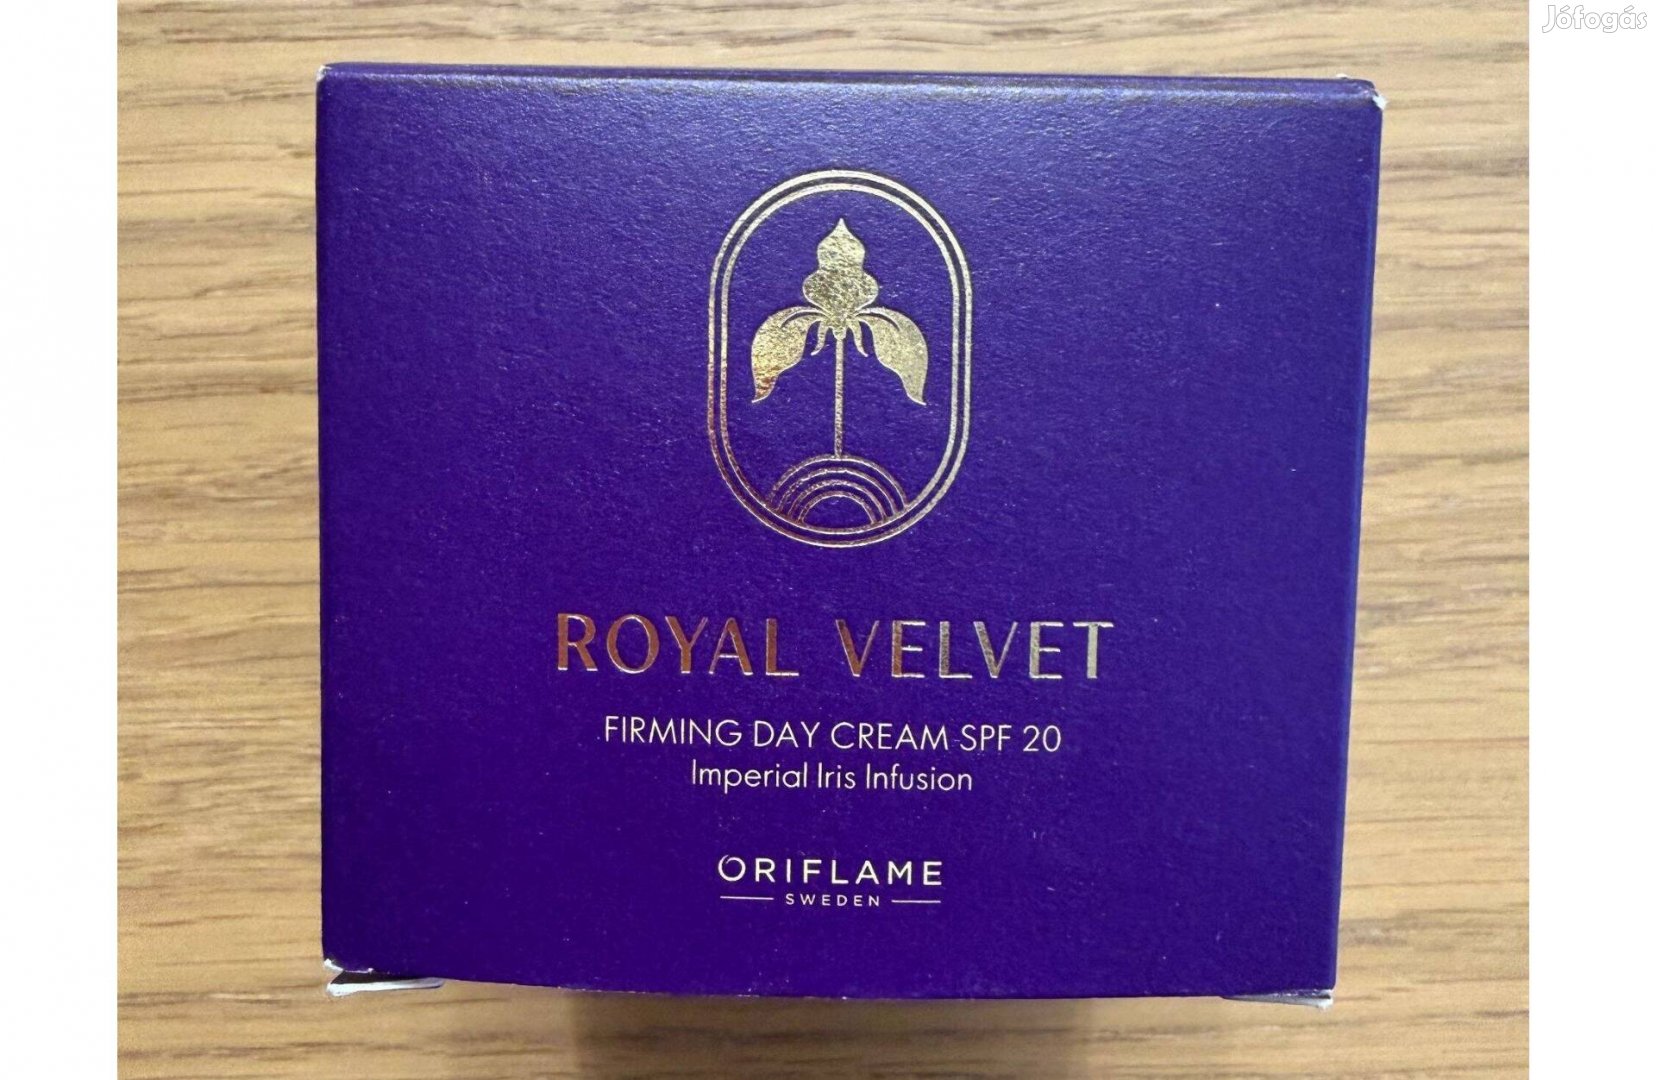 Jófogás
ROYAL VELVET
FIRMING DAY CREAM SPF 20
Imperial Iris Infusion
ORIFLAME
SWEDEN